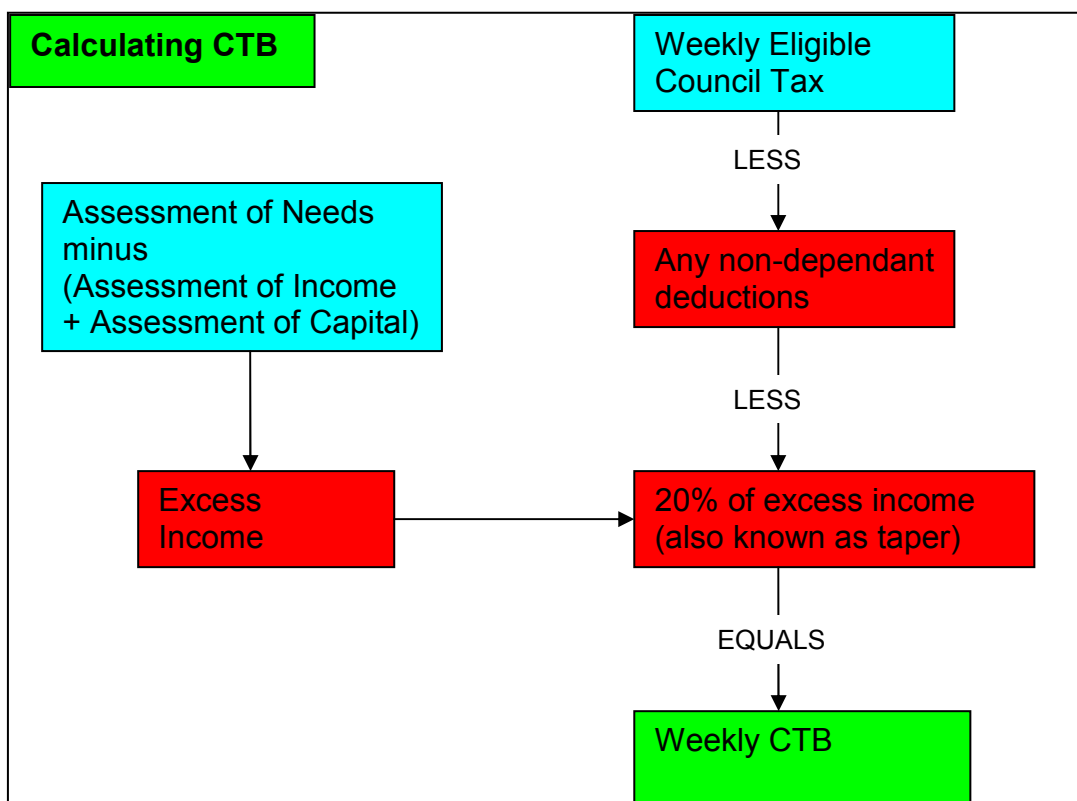 Calculating CTB
Weekly Eligible
Council Tax
LESS
Assessment of Needs
minus
(Assessment of Income
+ Assessment of Capital)
Any non-dependant
deductions
LESS
Excess
Income
20% of excess income
(also known as taper)
EQUALS
Weekly CTB